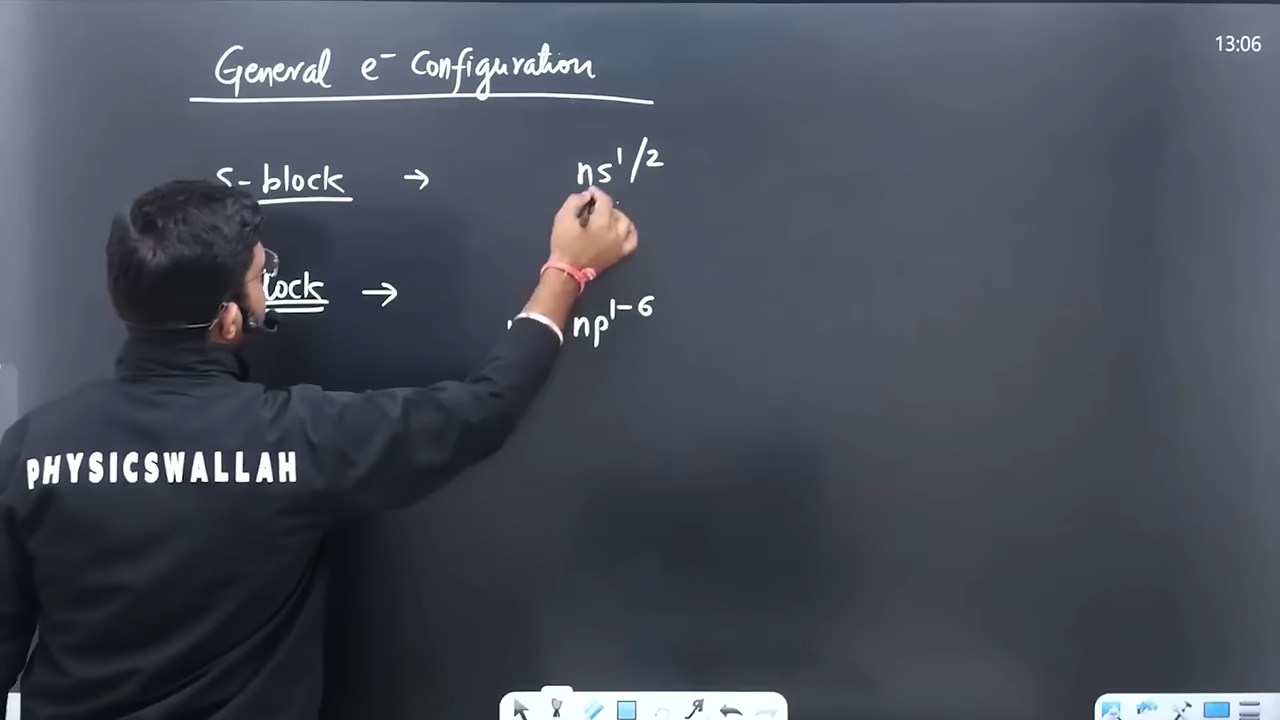 13:06
General e⁻ Configuration
S-block → ns¹/²
lock → np¹⁻⁶
PHYSICSWALLAH